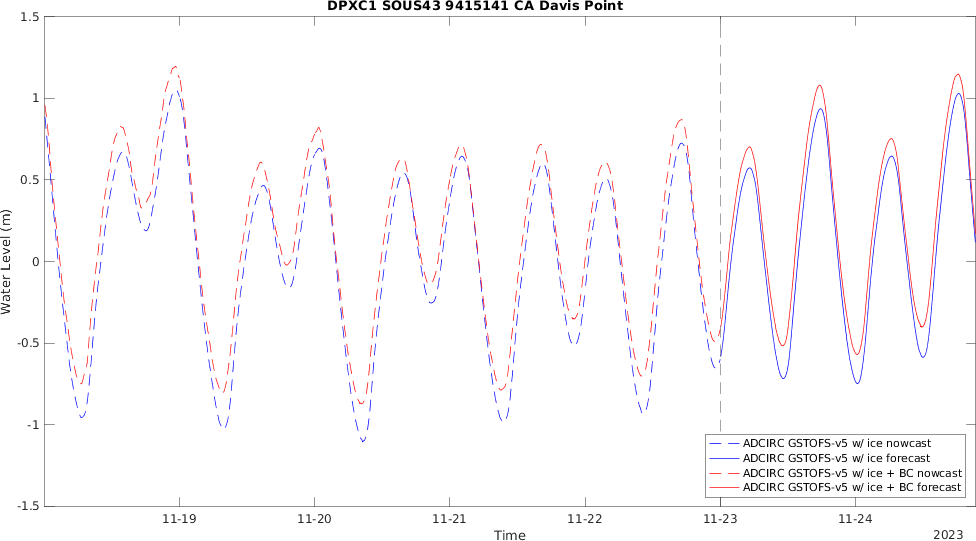 DPXC1 SOUS43 9415141 CA Davis Point
1.5
1
0.5
0
-0.5
-1
-1.5
Water Level (m)
11-19
11-20
11-21
11-22
11-23
11-24
Time
2023
ADCIRC GSTOFS-v5 w/ ice nowcast
ADCIRC GSTOFS-v5 w/ ice forecast
ADCIRC GSTOFS-v5 w/ ice + BC nowcast
ADCIRC GSTOFS-v5 w/ ice + BC forecast